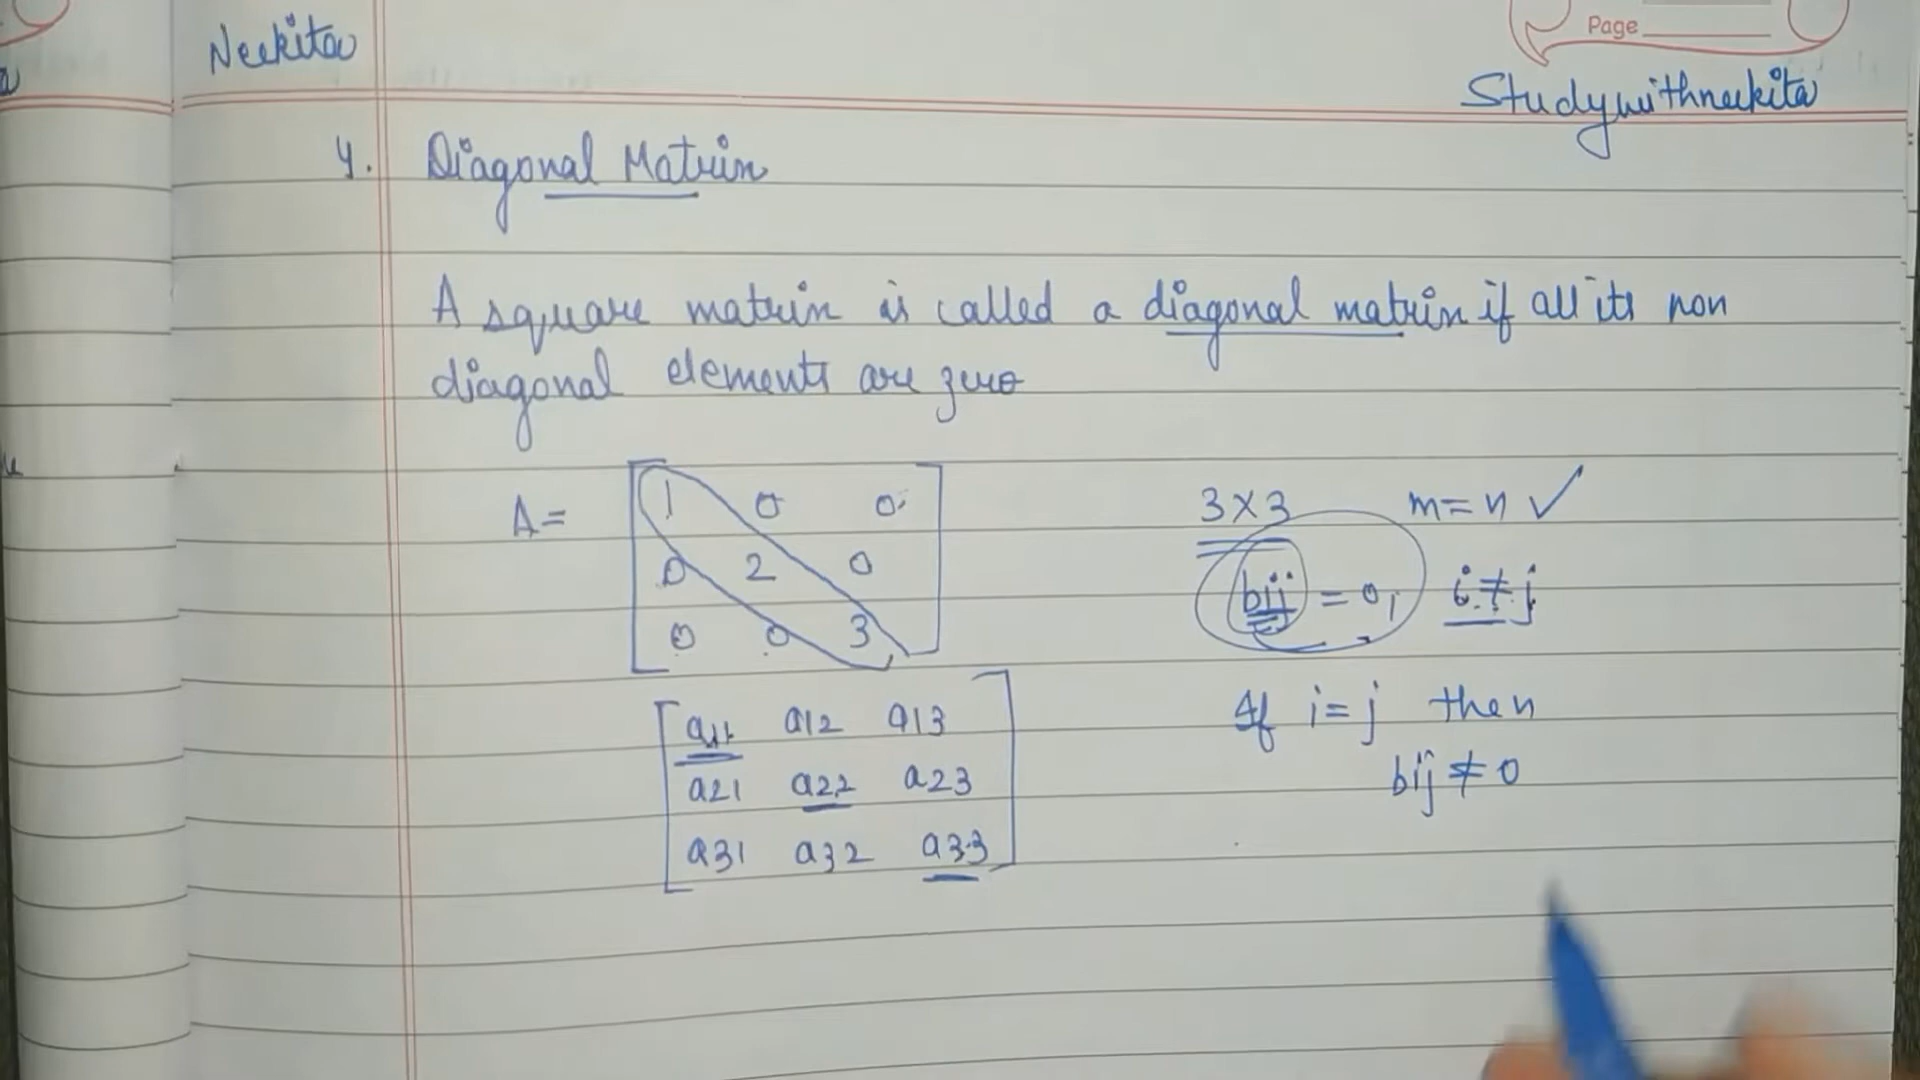 Neekita
Page
Studywithneekita
4. Diagonal Matrix
A square matrix is called a diagonal matrix if all its non
diagonal elements are zero
A = [ 1 0 0
0 2 0
0 0 3 ]
3×3 m=n ✓
bij = 0, i≠j
If i=j then
bij ≠ 0
[ a11 a12 a13
a21 a22 a23
a31 a32 a33 ]